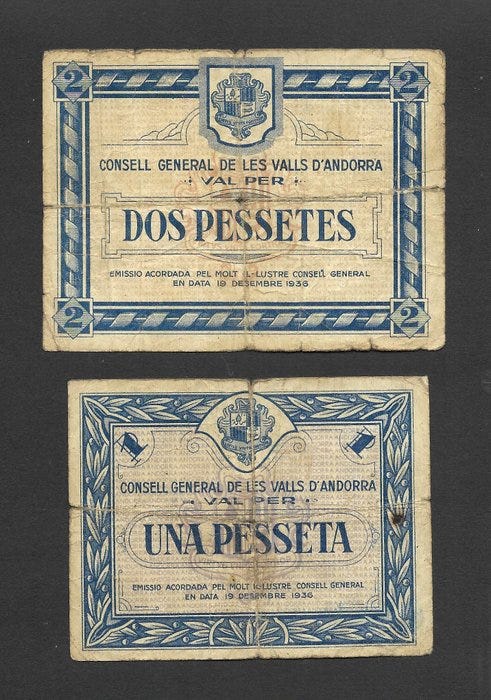 2 2
CONSELL GENERAL DE LES VALLS D'ANDORRA
VAL PER
DOS PESSETES
EMISSIO ACORDADA PEL MOLT IL·LUSTRE CONSELL GENERAL
EN DATA 19 DESEMBRE 1936
2 2
1 1
CONSELL GENERAL DE LES VALLS D'ANDORRA
VAL PER
UNA PESSETA
EMISSIO ACORDADA PEL MOLT IL·LUSTRE CONSELL GENERAL
EN DATA 19 DESEMBRE 1936